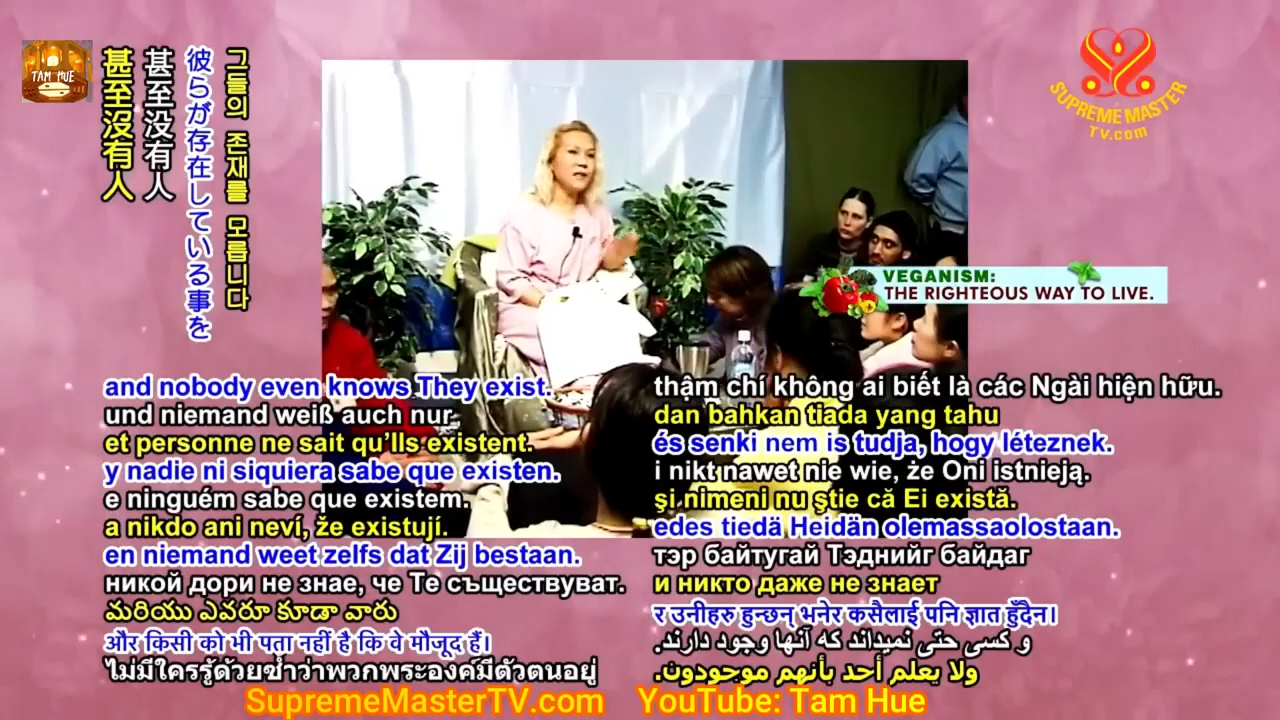 TAM HUE
甚至沒有人
甚至没有人
彼らが存在している事を
그들의 존재를 모릅니다
SUPREME MASTER
TV.com
VEGANISM:
THE RIGHTEOUS WAY TO LIVE.
and nobody even knows They exist.
und niemand weiß auch nur
et personne ne sait qu’Ils existent.
y nadie ni siquiera sabe que existen.
e ninguém sabe que existem.
a nikdo ani neví, že existují.
en niemand weet zelfs dat Zij bestaan.
никой дори не знае, че Те съществуват.
మరియు ఎవరూ కూడా వారు
और किसी को भी पता नहीं है कि वे मौजूद हैं।
ไม่มีใครรู้ด้วยซ้ำว่าพวกพระองค์มีตัวตนอยู่
thậm chí không ai biết là các Ngài hiện hữu.
dan bahkan tiada yang tahu
és senki nem is tudja, hogy léteznek.
i nikt nawet nie wie, że Oni istnieją.
şi nimeni nu ştie că Ei există.
edes tiedä Heidän olemassaolostaan.
тэр байтугай Тэднийг байдаг
и никто даже не знает
र उनीहरु हुन्छन् भनेर कसैलाई पनि ज्ञात हुँदैन।
و کسی حتی نمیداند که آنها وجود دارند.
ولا يعلم أحد بأنهم موجودون.
SupremeMasterTV.com YouTube: Tam Hue